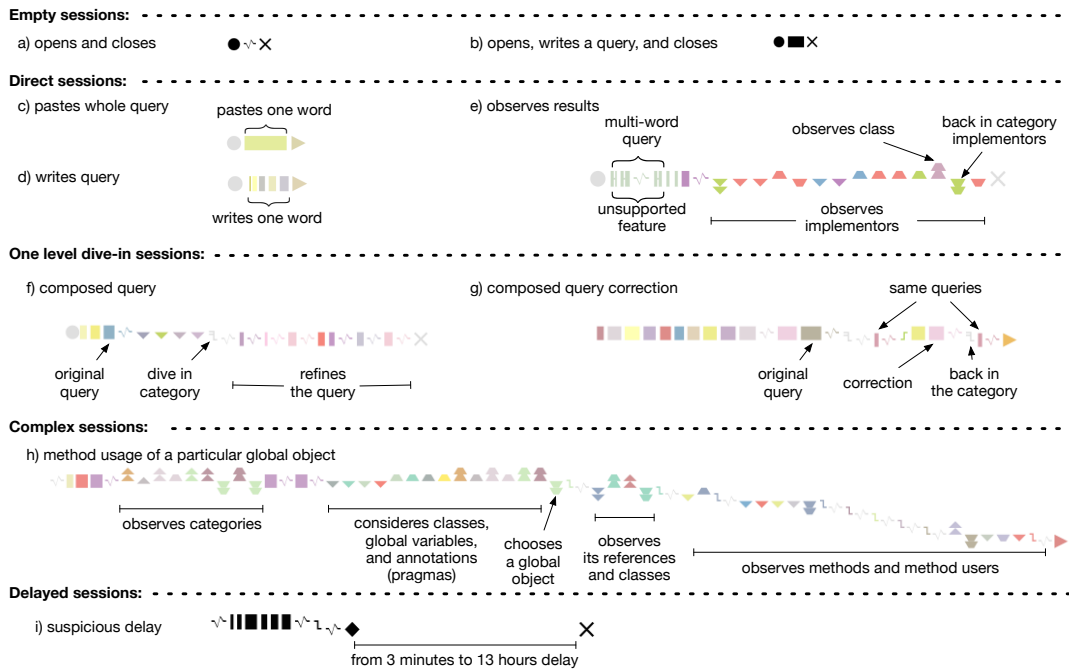 Empty sessions:
a) opens and closes
b) opens, writes a query, and closes
Direct sessions:
c) pastes whole query
pastes one word
d) writes query
writes one word
e) observes results
multi-word
query
unsupported
feature
observes class
back in category
implementors
observes
implementors
One level dive-in sessions:
f) composed query
original
query
dive in
category
refines
the query
g) composed query correction
same queries
original
query
correction
back in
the category
Complex sessions:
h) method usage of a particular global object
observes categories
consideres classes,
global variables,
and annotations
(pragmas)
chooses
a global
object
observes
its references
and classes
observes methods and method users
Delayed sessions:
i) suspicious delay
from 3 minutes to 13 hours delay